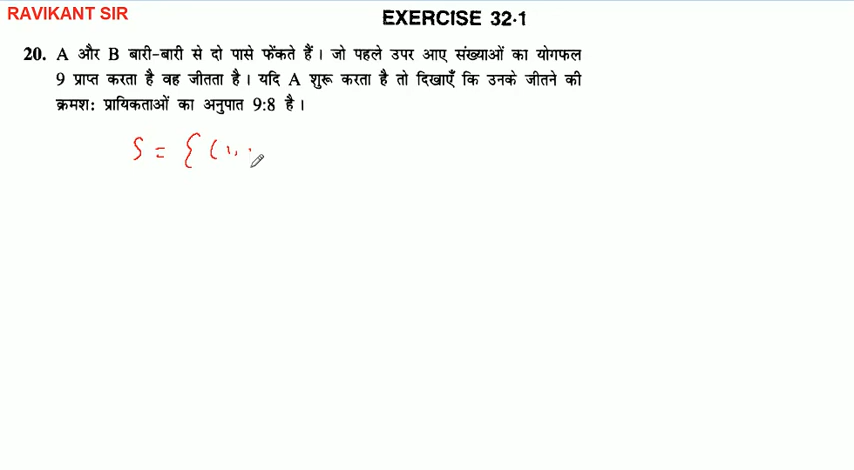 RAVIKANT SIR
EXERCISE 32·1
20. A और B बारी-बारी से दो पासे फेंकते हैं। जो पहले उपर आए संख्याओं का योगफल
9 प्राप्त करता है वह जीतता है। यदि A शुरू करता है तो दिखाएँ कि उनके जीतने की
क्रमश: प्रायिकताओं का अनुपात 9:8 है।
S = { (1,